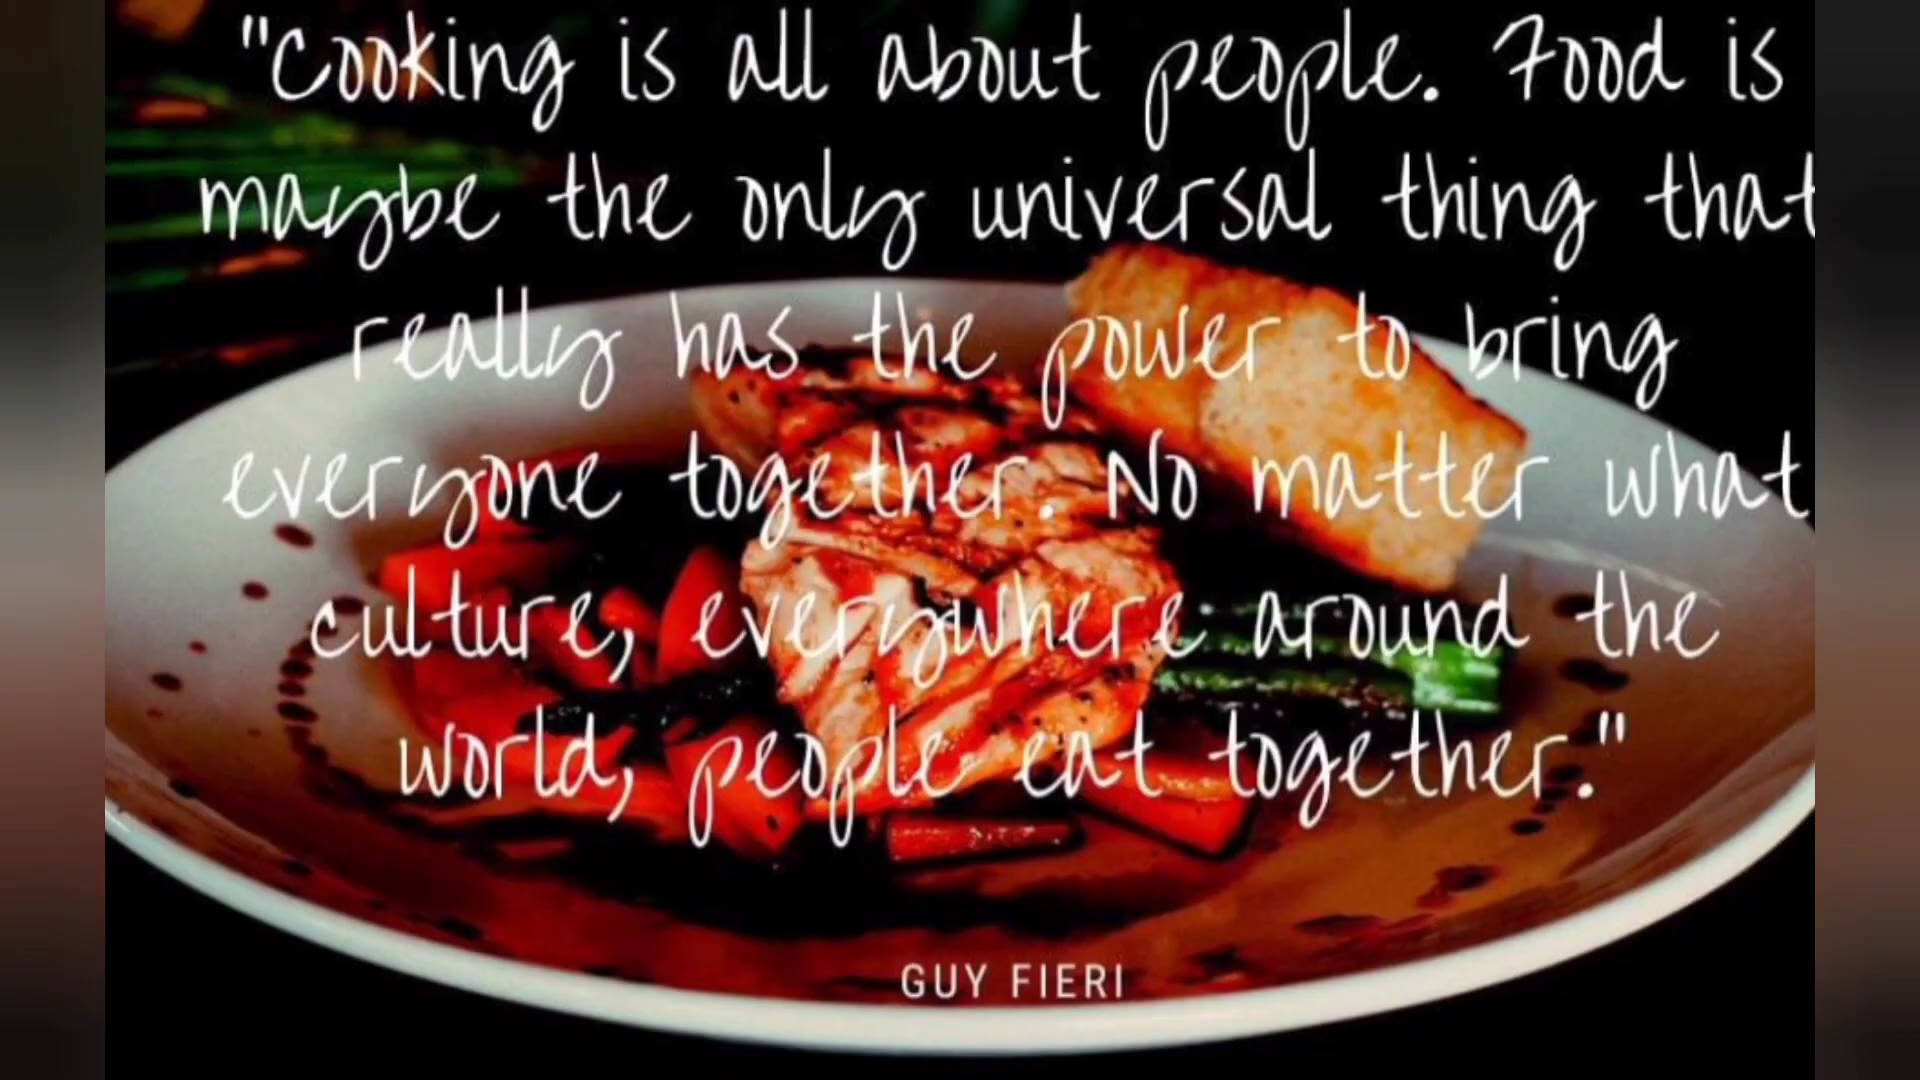 "Cooking is all about people. Food is
maybe the only universal thing that
really has the power to bring
everyone together. No matter what
culture, everywhere around the
world, people eat together."
GUY FIERI